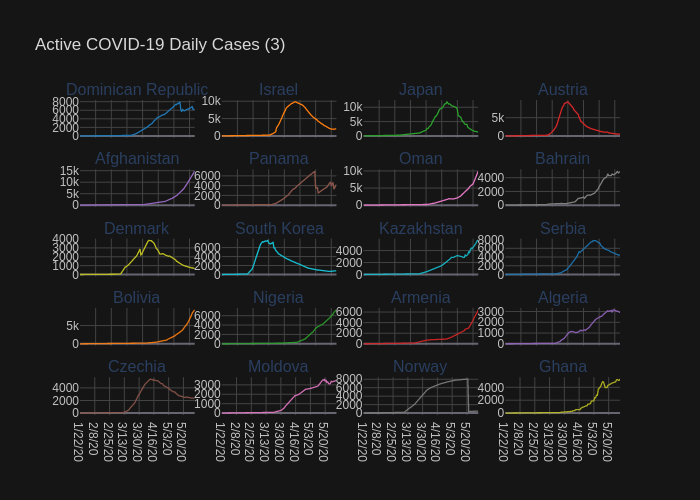 Active COVID-19 Daily Cases (3)
Dominican Republic Israel Japan Austria
8000
6000
4000
2000
0
10k
5k
0
10k
5k
0
5k
0
Afghanistan Panama Oman Bahrain
15k
10k
5k
0
6000
4000
2000
0
10k
5k
0
4000
2000
0
Denmark South Korea Kazakhstan Serbia
4000
3000
2000
1000
0
6000
4000
2000
0
4000
2000
0
8000
6000
4000
2000
0
Bolivia Nigeria Armenia Algeria
5k
0
6000
4000
2000
0
6000
4000
2000
0
3000
2000
1000
0
Czechia Moldova Norway Ghana
4000
2000
0
3000
2000
1000
0
8000
6000
4000
2000
0
4000
2000
0
1/22/20 2/8/20 2/25/20 3/13/20 3/30/20 4/16/20 5/3/20 5/20/20
1/22/20 2/8/20 2/25/20 3/13/20 3/30/20 4/16/20 5/3/20 5/20/20
1/22/20 2/8/20 2/25/20 3/13/20 3/30/20 4/16/20 5/3/20 5/20/20
1/22/20 2/8/20 2/25/20 3/13/20 3/30/20 4/16/20 5/3/20 5/20/20